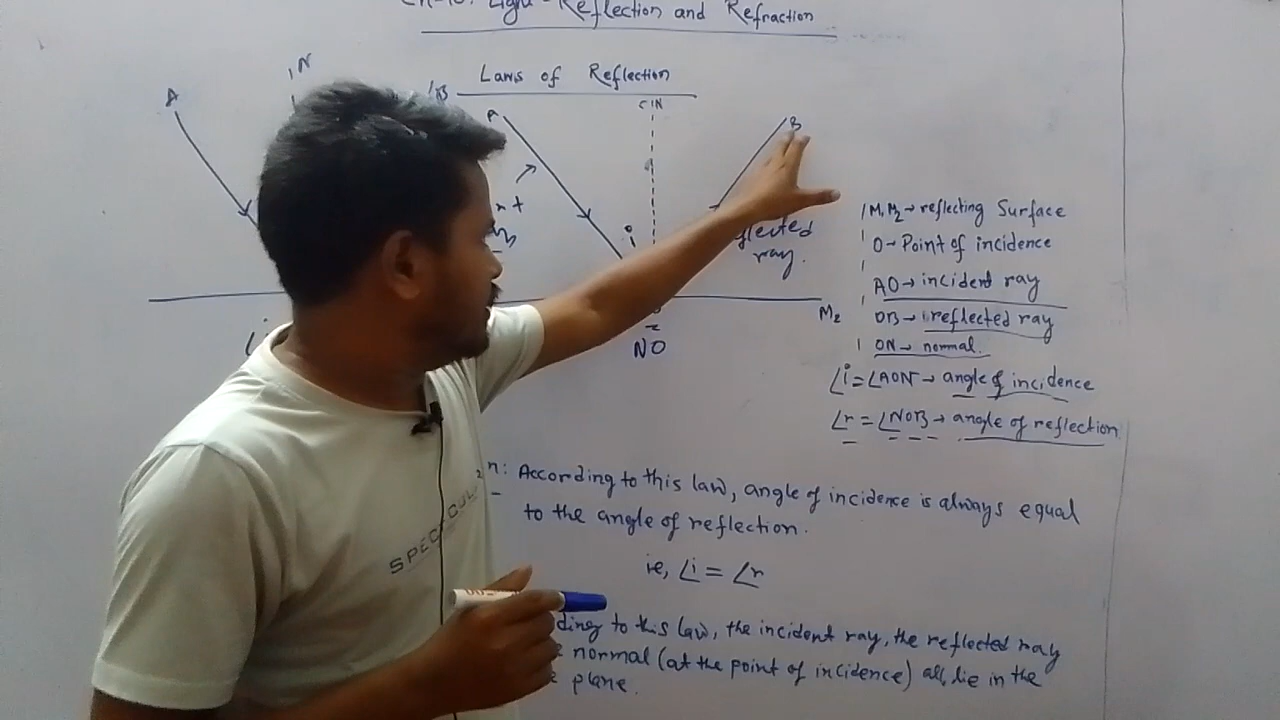 Light - Reflection and Refraction
Laws of Reflection
A
N
B
A
N
B
i
reflected
ray.
M2
NO
i
M1M2→reflecting Surface
O→Point of incidence
AO→incident ray
OB→reflected ray
ON→normal.
∠i=∠AON→angle of incidence
∠r=∠NOB→angle of reflection
n: According to this law, angle of incidence is always equal
to the angle of reflection.
ie, ∠i = ∠r
ding to this law, the incident ray, the reflected ray
normal (at the point of incidence) all lie in the
plane.
SPECCULU